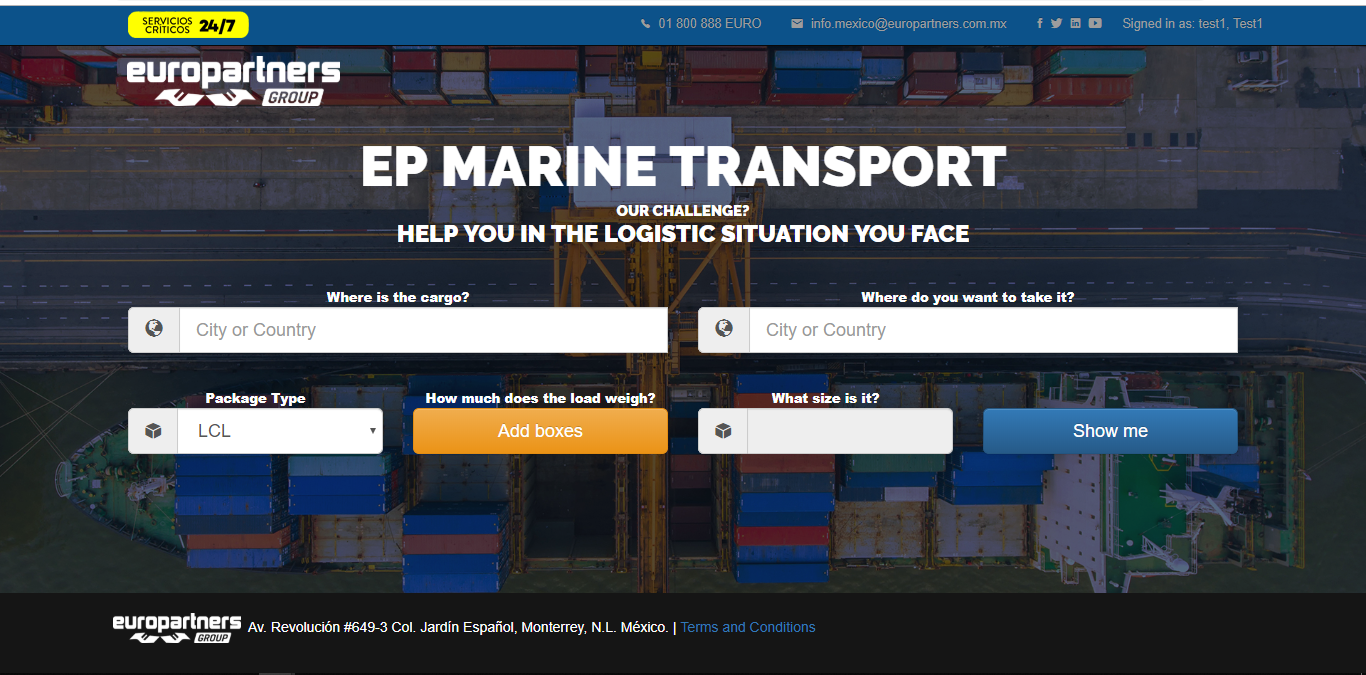 SERVICIOS
CRÍTICOS 24/7
01 800 888 EURO
info.mexico@europartners.com.mx
Signed in as: test1, Test1
europartners
GROUP
EP MARINE TRANSPORT
OUR CHALLENGE?
HELP YOU IN THE LOGISTIC SITUATION YOU FACE
Where is the cargo?
Where do you want to take it?
City or Country
City or Country
Package Type
How much does the load weigh?
What size is it?
LCL
Add boxes
Show me
europartners
GROUP
Av. Revolución #649-3 Col. Jardín Español, Monterrey, N.L. México. | Terms and Conditions